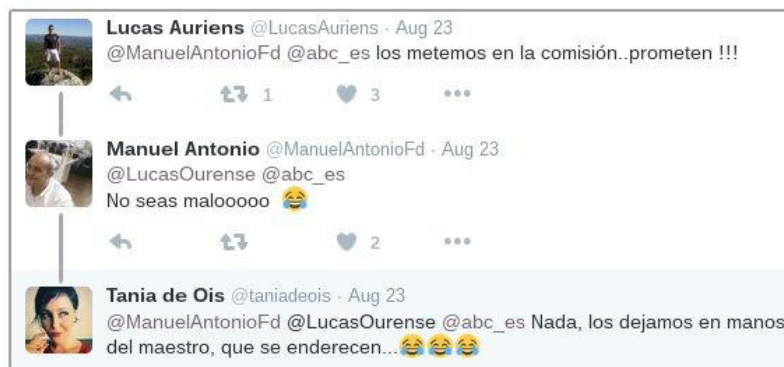 Lucas Auriens @LucasAuriens · Aug 23
@ManuelAntonioFd @abc_es los metemos en la comisión..prometen !!!
1 3
Manuel Antonio @ManuelAntonioFd · Aug 23
@LucasOurense @abc_es
No seas malooooo 😂
2
Tania de Ois @taniadeois · Aug 23
@ManuelAntonioFd @LucasOurense @abc_es Nada, los dejamos en manos
del maestro, que se enderecen...😂😂😂